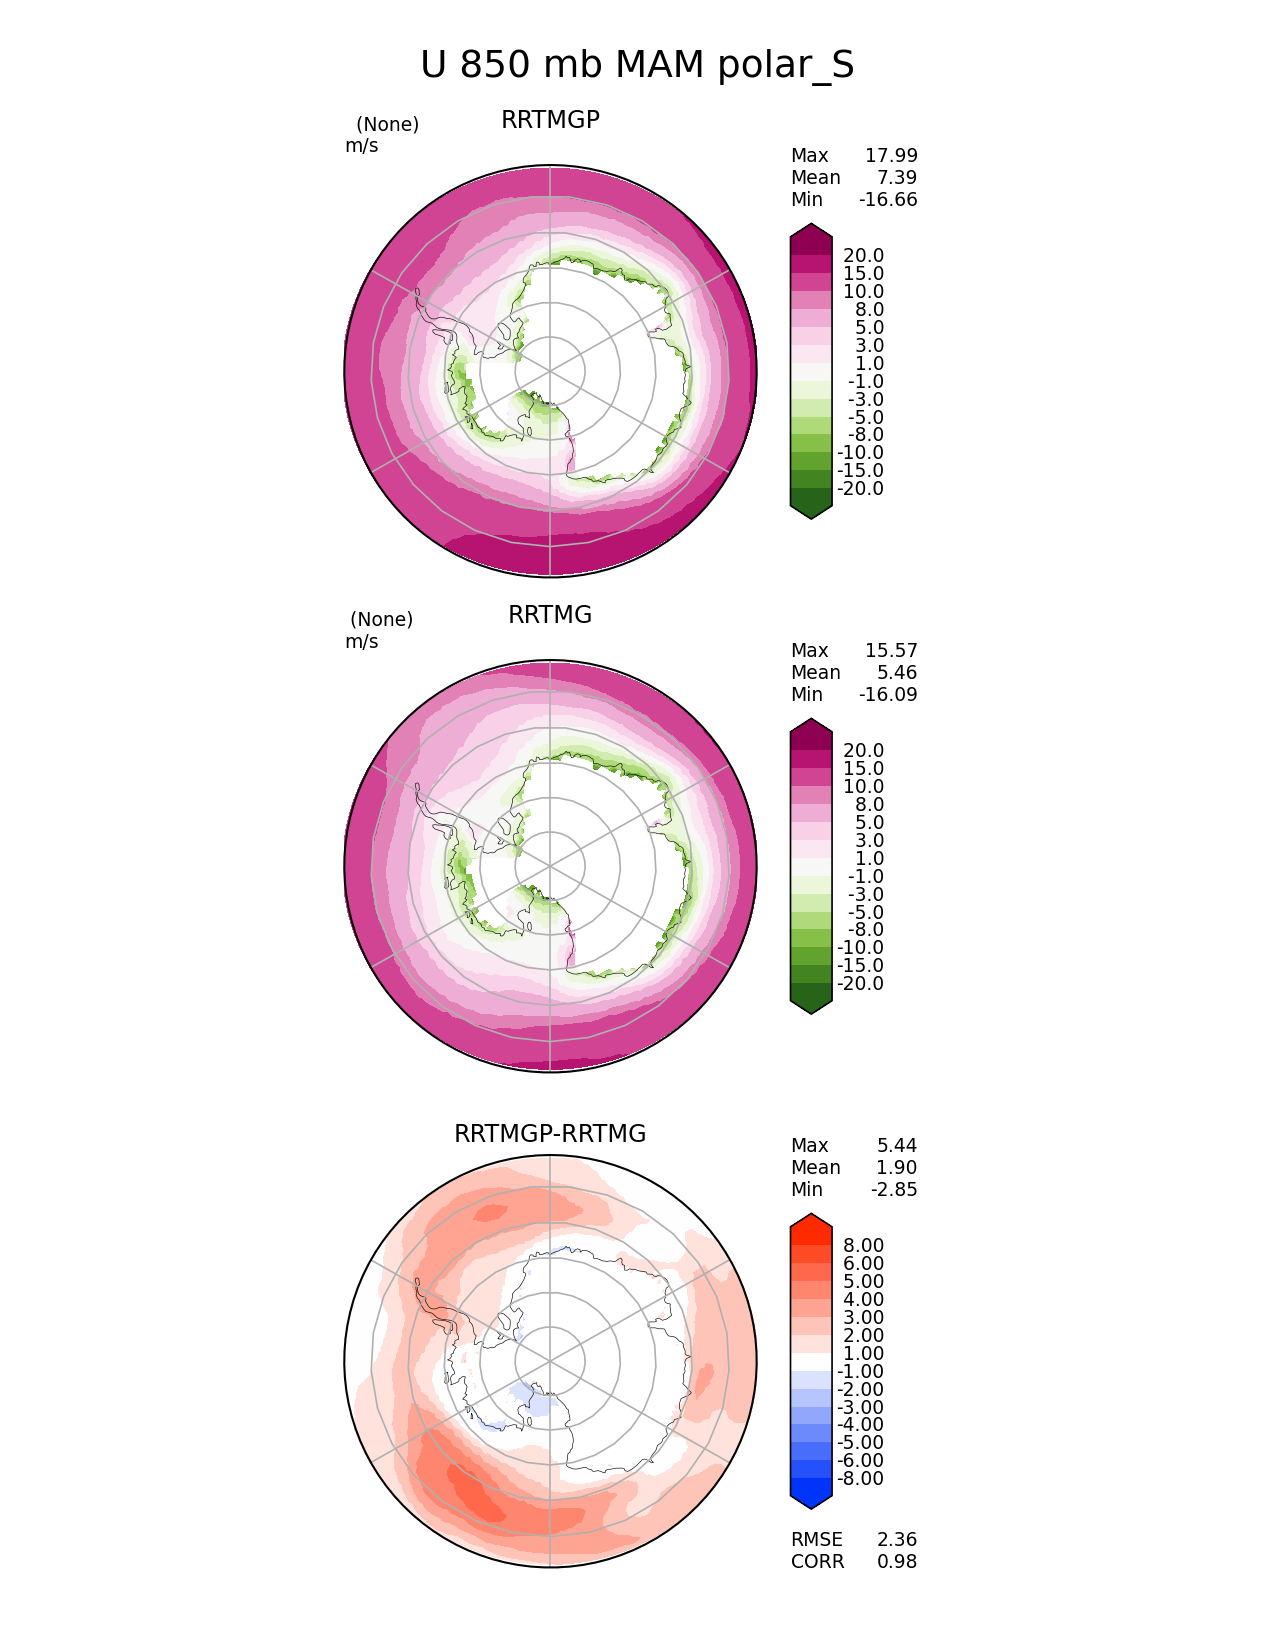 U 850 mb MAM polar_S
(None)
RRTMGP
m/s
Max 17.99
Mean 7.39
Min -16.66
20.0
15.0
10.0
8.0
5.0
3.0
1.0
-1.0
-3.0
-5.0
-8.0
-10.0
-15.0
-20.0
(None)
RRTMG
m/s
Max 15.57
Mean 5.46
Min -16.09
20.0
15.0
10.0
8.0
5.0
3.0
1.0
-1.0
-3.0
-5.0
-8.0
-10.0
-15.0
-20.0
RRTMGP-RRTMG
Max 5.44
Mean 1.90
Min -2.85
8.00
6.00
5.00
4.00
3.00
2.00
1.00
-1.00
-2.00
-3.00
-4.00
-5.00
-6.00
-8.00
RMSE 2.36
CORR 0.98